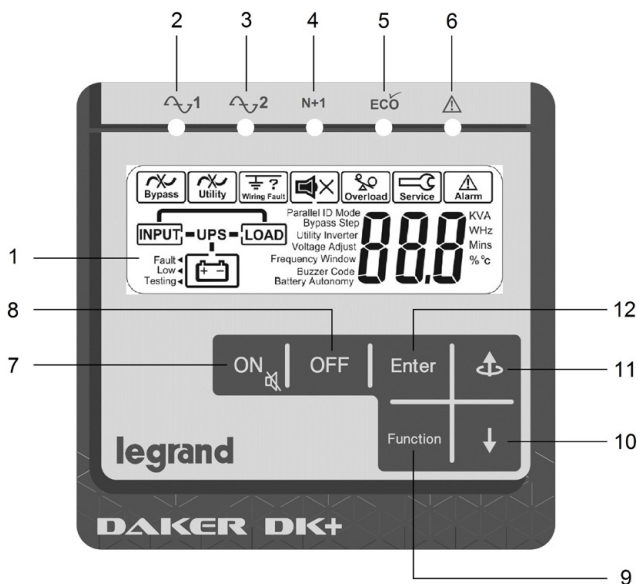 2 3 4 5 6
1 2 N+1 ECO
Bypass Utility Wiring Fault Overload Service Alarm
?
Parallel ID Mode
Bypass Step
Utility Inverter
Voltage Adjust
Frequency Window
Buzzer Code
Battery Autonomy
INPUT UPS LOAD
Fault
Low
Testing
+ -
88.8
KVA
WHz
Mins
% °c
1
8
12
7
ON OFF Enter
11
Function
10
legrand
DAKER DK+
9